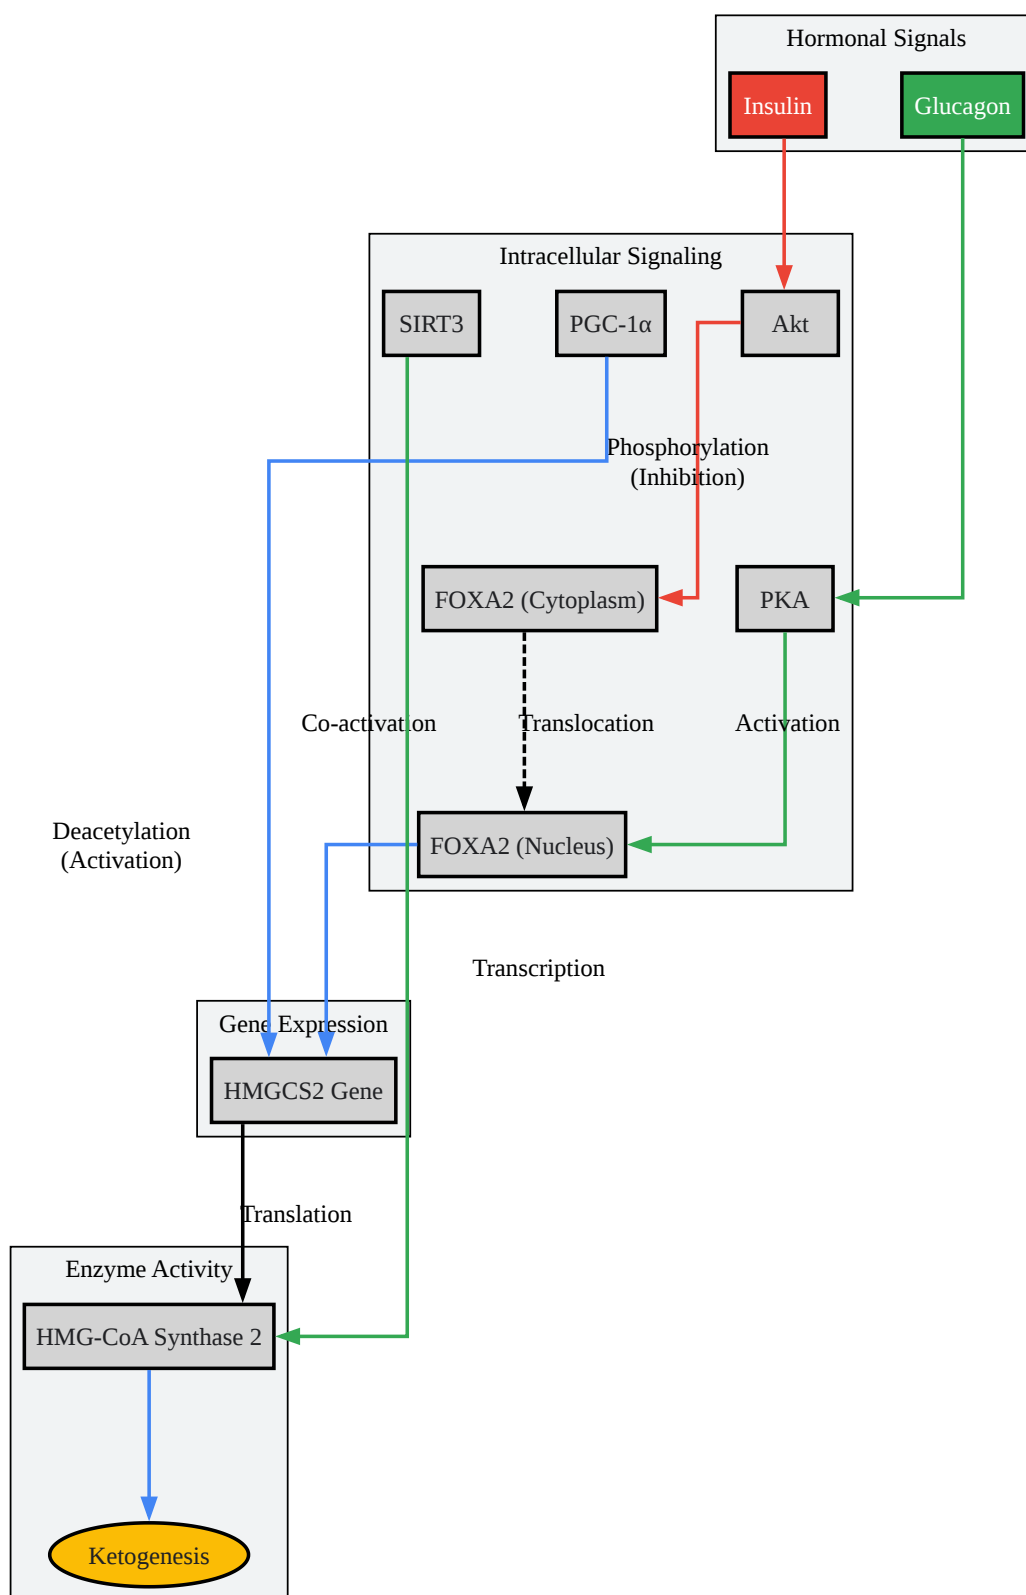 Hormonal Signals
Insulin
Glucagon
Intracellular Signaling
SIRT3
PGC-1α
Akt
Phosphorylation
(Inhibition)
FOXA2 (Cytoplasm)
PKA
Co-activation
Translocation
Activation
Deacetylation
(Activation)
FOXA2 (Nucleus)
Transcription
Gene Expression
HMGCS2 Gene
Translation
Enzyme Activity
HMG-CoA Synthase 2
Ketogenesis